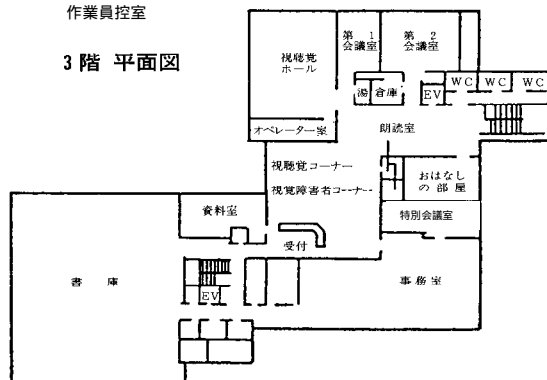 作業員控室
3階 平面図
視聴覚
ホール
第1
会議室
第2
会議室
湯
倉庫
EV
WC
WC
WC
オペレーター室
朗読室
視聴覚コーナー
おはなし
の部屋
視覚障害者コーナー
資料室
特別会議室
受付
書庫
EV
事務室